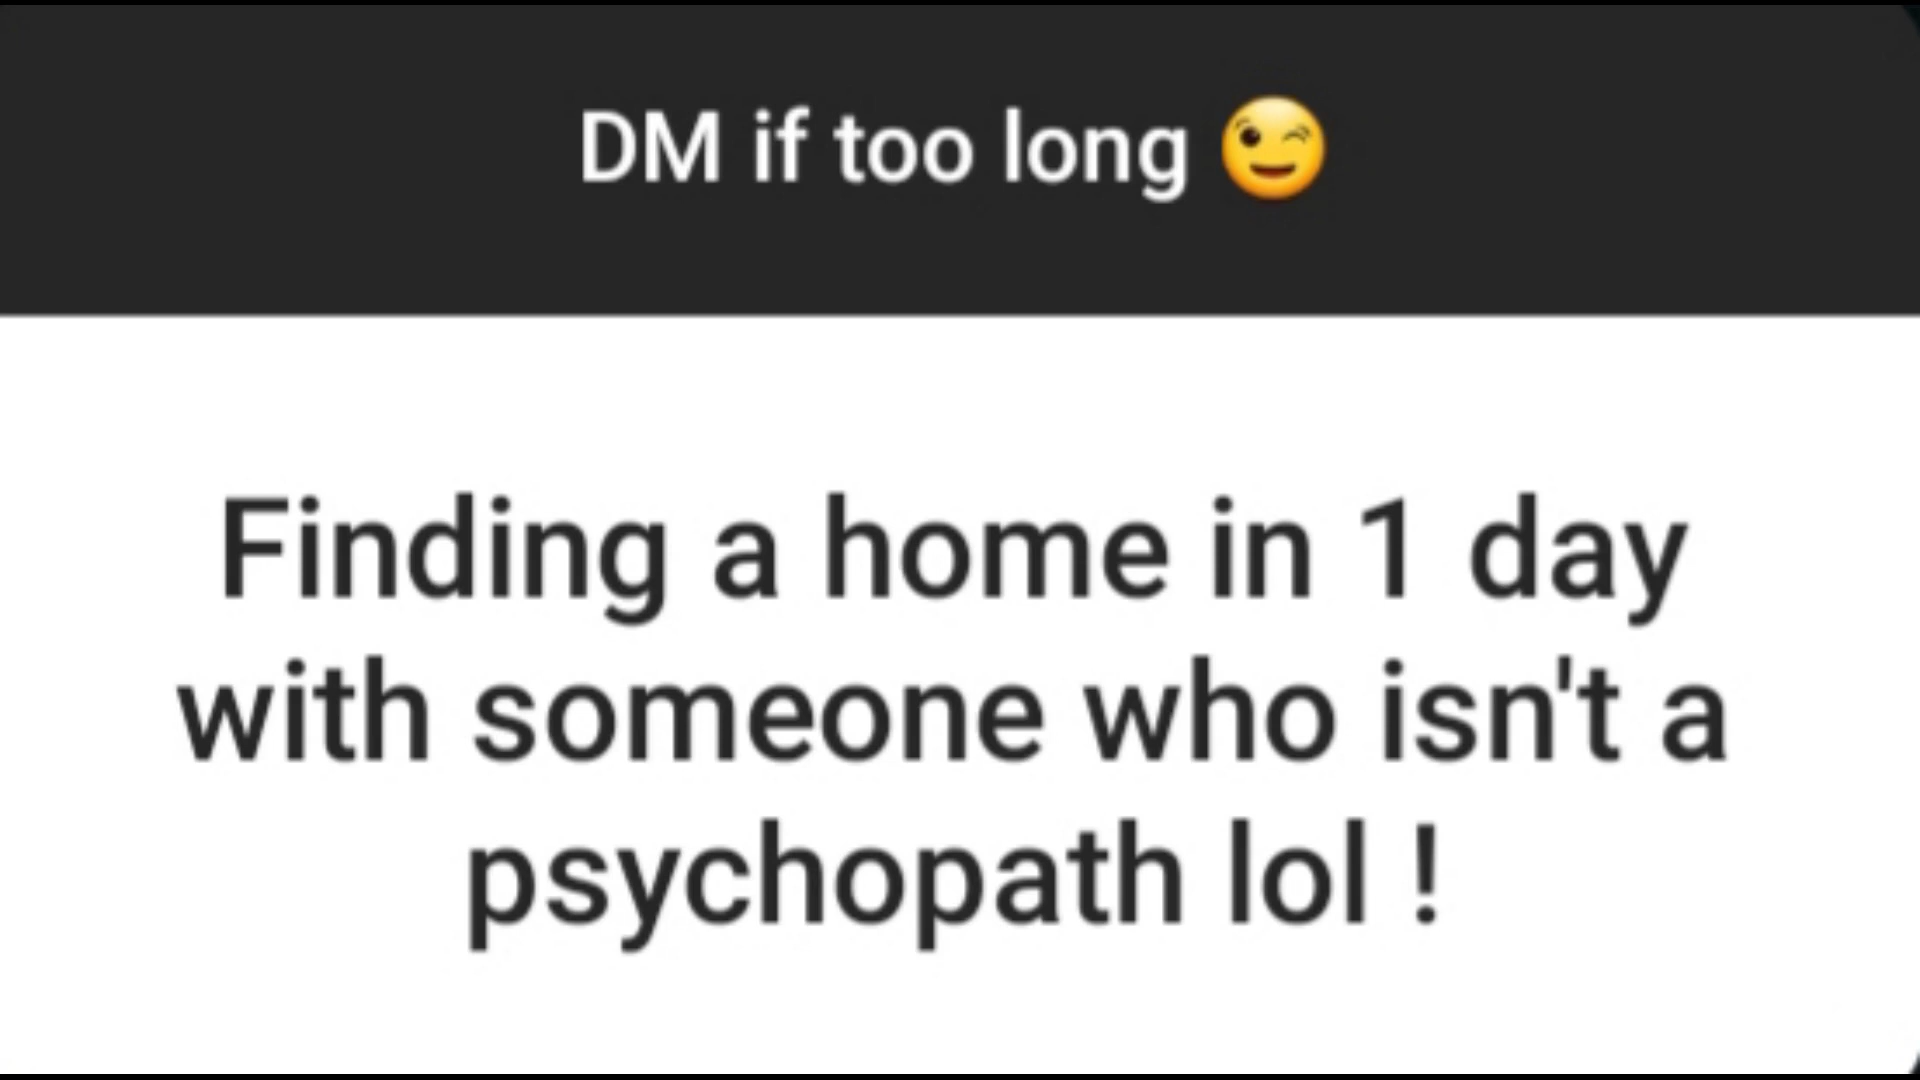 DM if too long 😉
Finding a home in 1 day
with someone who isn't a
psychopath lol !